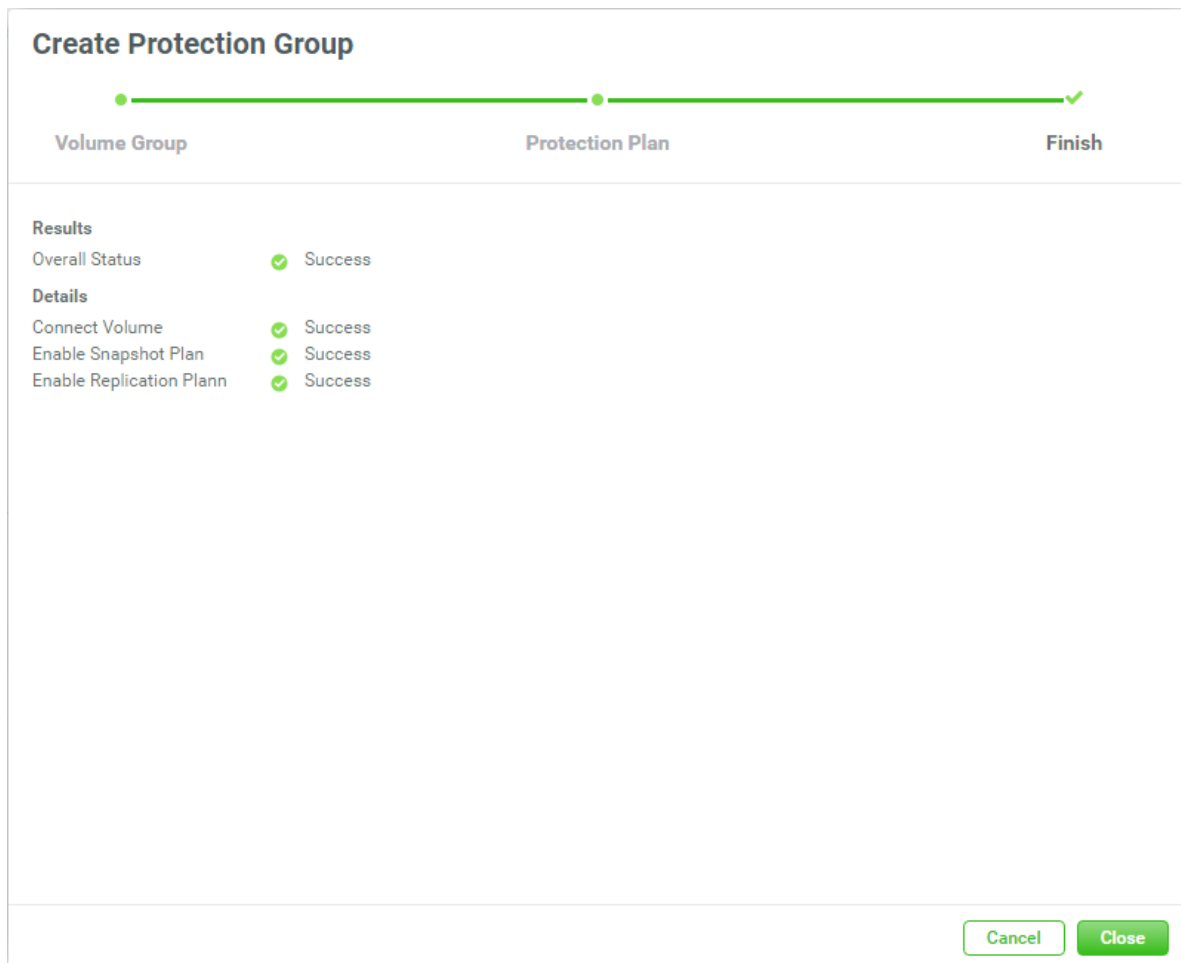 Create Protection Group
Volume Group Protection Plan Finish
Results
Overall Status Success
Details
Connect Volume Success
Enable Snapshot Plan Success
Enable Replication Plann Success
Cancel Close